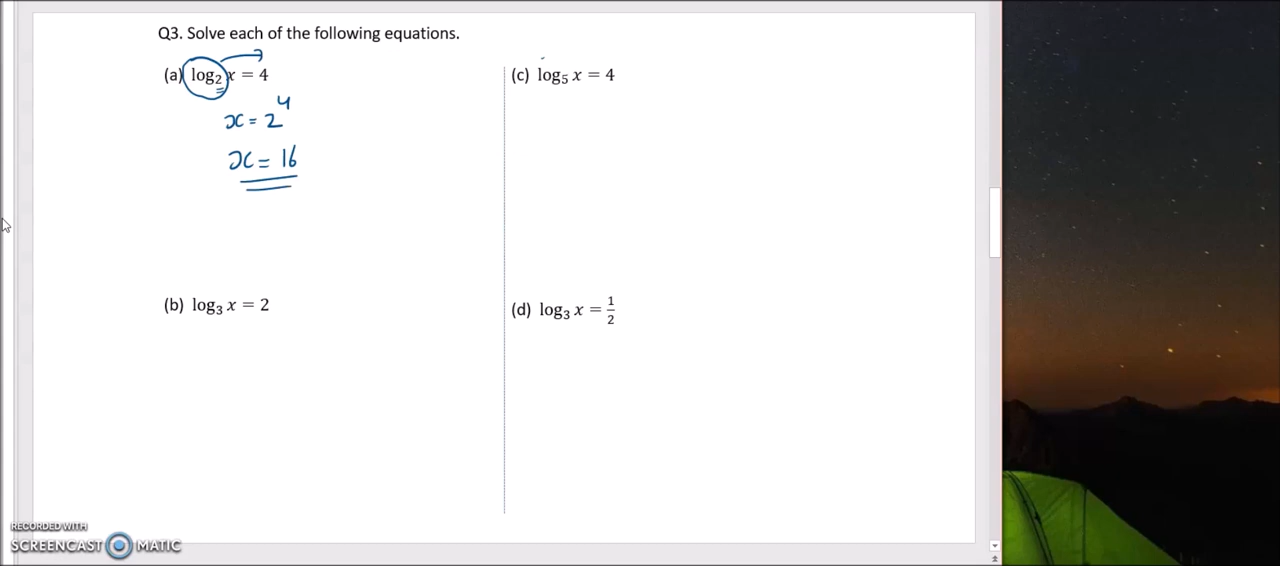 Q3. Solve each of the following equations.
(a) log₂ x = 4
x = 2⁴
x = 16
(b) log₃ x = 2
(c) log₅ x = 4
(d) log₃ x = 1/2
RECORDED WITH
SCREENCAST MATIC